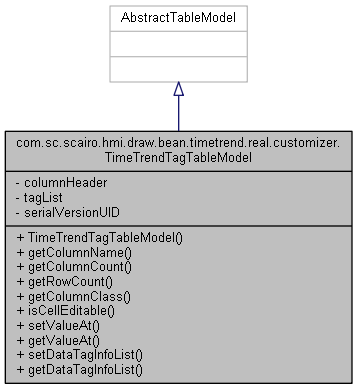 AbstractTableModel
com.sc.scairo.hmi.draw.bean.timetrend.real.customizer.
TimeTrendTagTableModel
- columnHeader
- tagList
- serialVersionUID
+ TimeTrendTagTableModel()
+ getColumnName()
+ getColumnCount()
+ getRowCount()
+ getColumnClass()
+ isCellEditable()
+ setValueAt()
+ getValueAt()
+ setDataTagInfoList()
+ getDataTagInfoList()